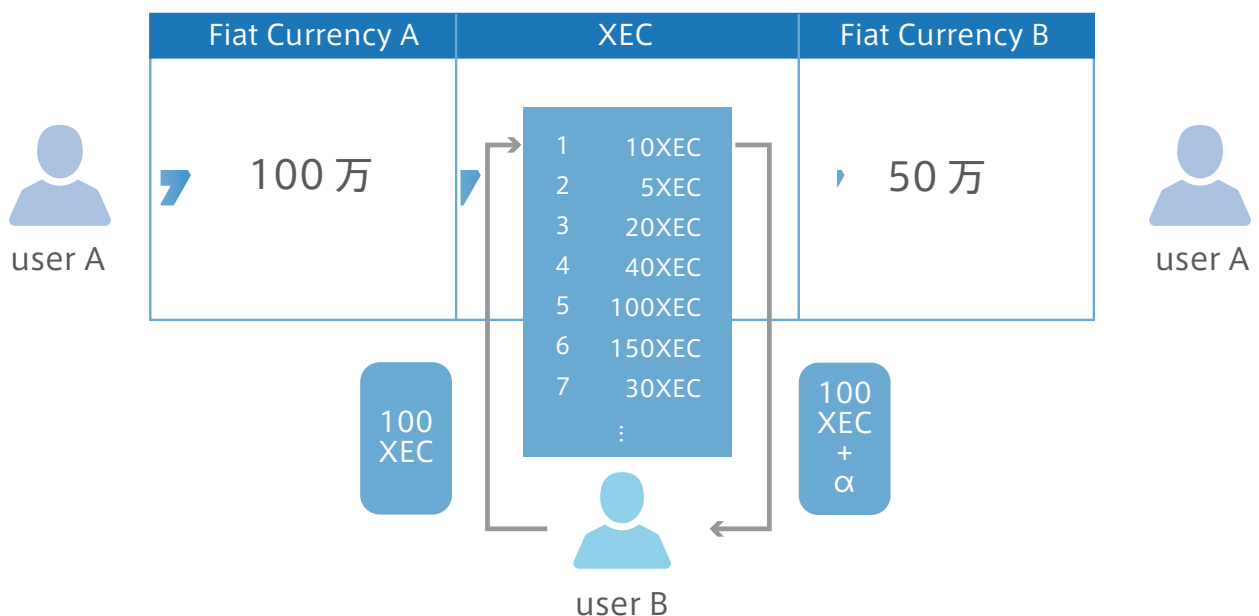 Fiat Currency A XEC Fiat Currency B
100 万
1 10XEC
2 5XEC
3 20XEC
4 40XEC
5 100XEC
6 150XEC
7 30XEC
⋮
50 万
user A
user A
100
XEC
100
XEC
+
α
user B